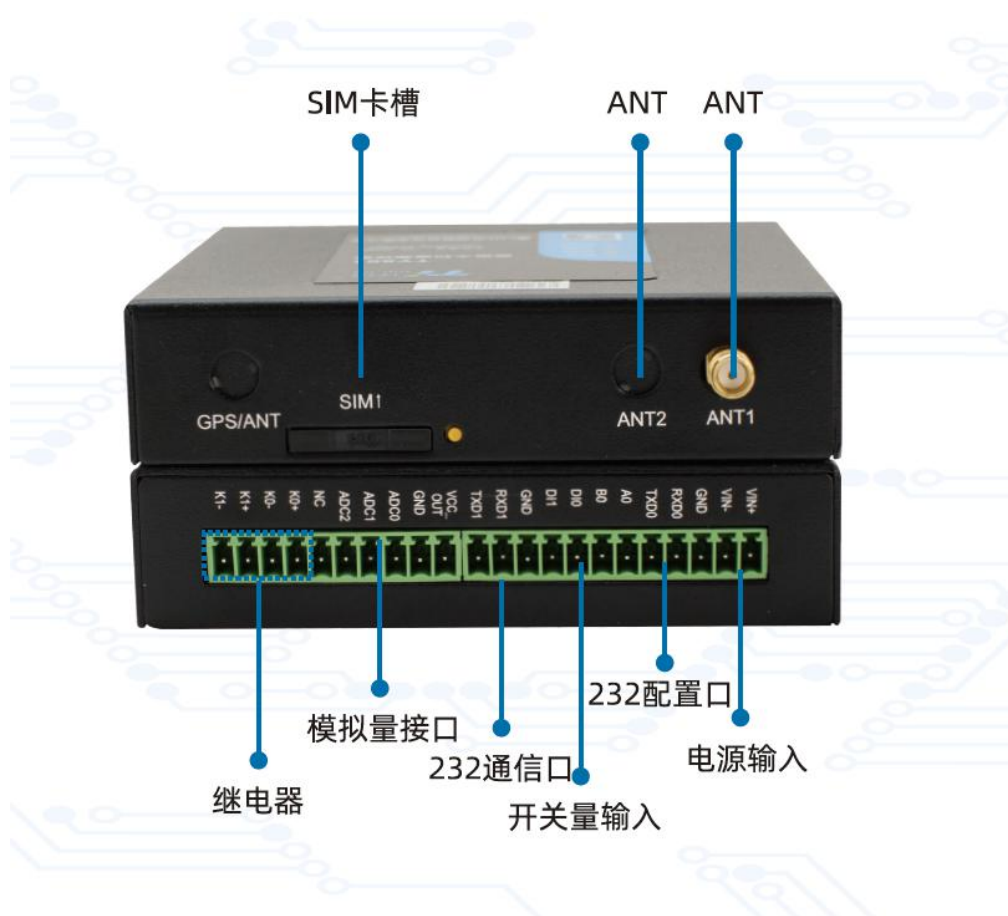 SIM卡槽
ANT
ANT
GPS/ANT
SIM↑
ANT2
ANT1
K1-
K1+
K0-
K0+
NC
ADC2
ADC1
ADC0
GND
VCC_OUT
TXD1
RXD1
GND
DI1
DI0
B0
A0
TXD0
RXD0
GND
VIN-
VIN+
232配置口
模拟量接口
232通信口
电源输入
继电器
开关量输入